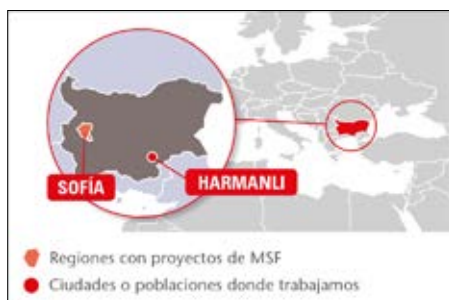 SOFÍA
HARMANLI
Regiones con proyectos de MSF
Ciudades o poblaciones donde trabajamos